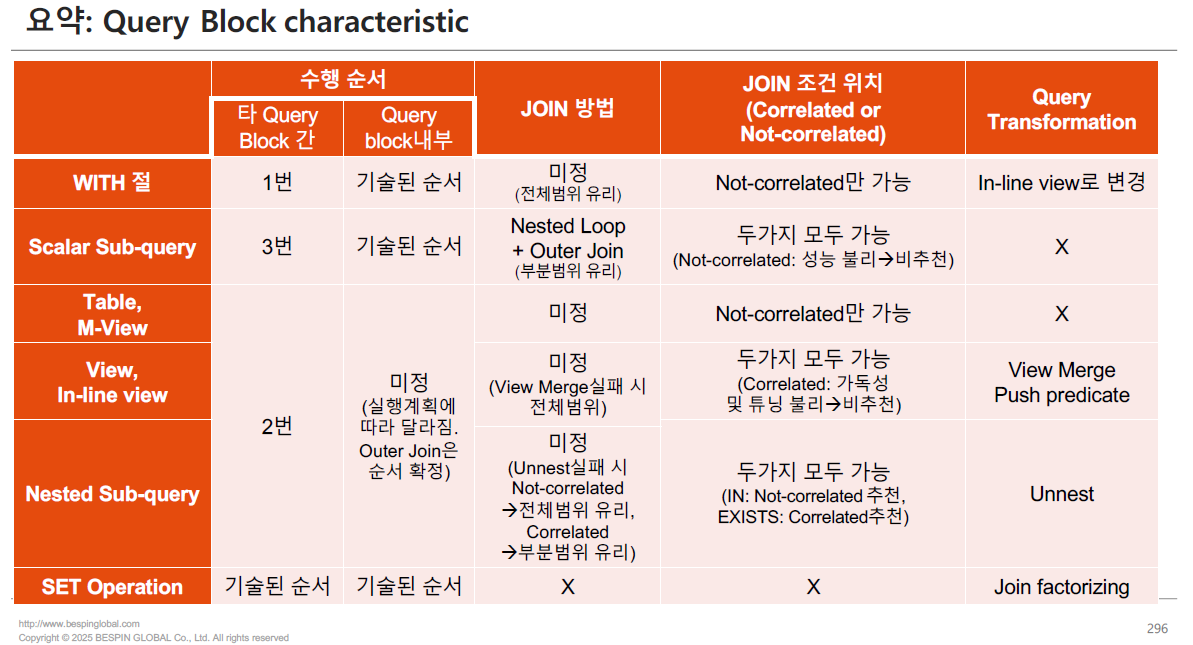 요약: Query Block characteristic
수행 순서
타 Query
Block 간
Query
block내부
JOIN 방법
JOIN 조건 위치
(Correlated or
Not-correlated)
Query
Transformation
WITH 절
1번
기술된 순서
미정
(전체범위 유리)
Not-correlated만 가능
In-line view로 변경
Scalar Sub-query
3번
기술된 순서
Nested Loop
+ Outer Join
(부분범위 유리)
두가지 모두 가능
(Not-correlated: 성능 불리→비추천)
X
Table,
M-View
2번
미정
(실행계획에
따라 달라짐.
Outer Join은
순서 확정)
미정
Not-correlated만 가능
X
View,
In-line view
미정
(View Merge실패 시
전체범위)
두가지 모두 가능
(Correlated: 가독성
및 튜닝 불리→비추천)
View Merge
Push predicate
Nested Sub-query
미정
(Unnest실패 시
Not-correlated
→전체범위 유리,
Correlated
→부분범위 유리)
두가지 모두 가능
(IN: Not-correlated 추천,
EXISTS: Correlated추천)
Unnest
SET Operation
기술된 순서
기술된 순서
X
X
Join factorizing
http://www.bespinglobal.com
Copyright © 2025 BESPIN GLOBAL Co., Ltd. All rights reserved
296